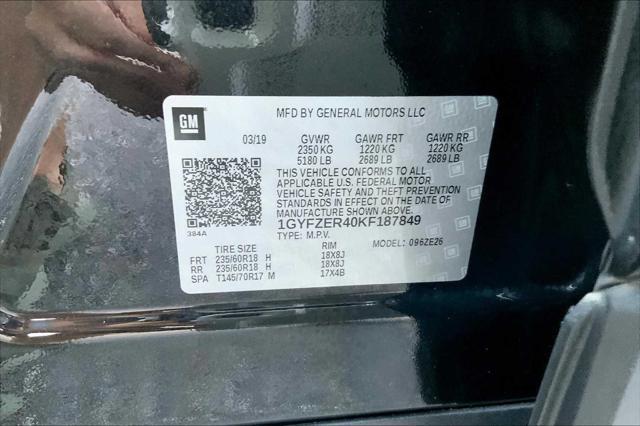 GM
MFD BY GENERAL MOTORS LLC
03/19 GVWR GAWR FRT GAWR RR
2350 KG 1220 KG 1220 KG
5180 LB 2689 LB 2689 LB
THIS VEHICLE CONFORMS TO ALL
APPLICABLE U.S. FEDERAL MOTOR
VEHICLE SAFETY AND THEFT PREVENTION
STANDARDS IN EFFECT ON THE DATE OF
MANUFACTURE SHOWN ABOVE.
384A
1GYFZER40KF187849
TYPE: M.P.V. MODEL: 096ZE26
TIRE SIZE RIM
FRT 235/60R18 H 18X8J
RR 235/60R18 H 18X8J
SPA T145/70R17 M 17X4B